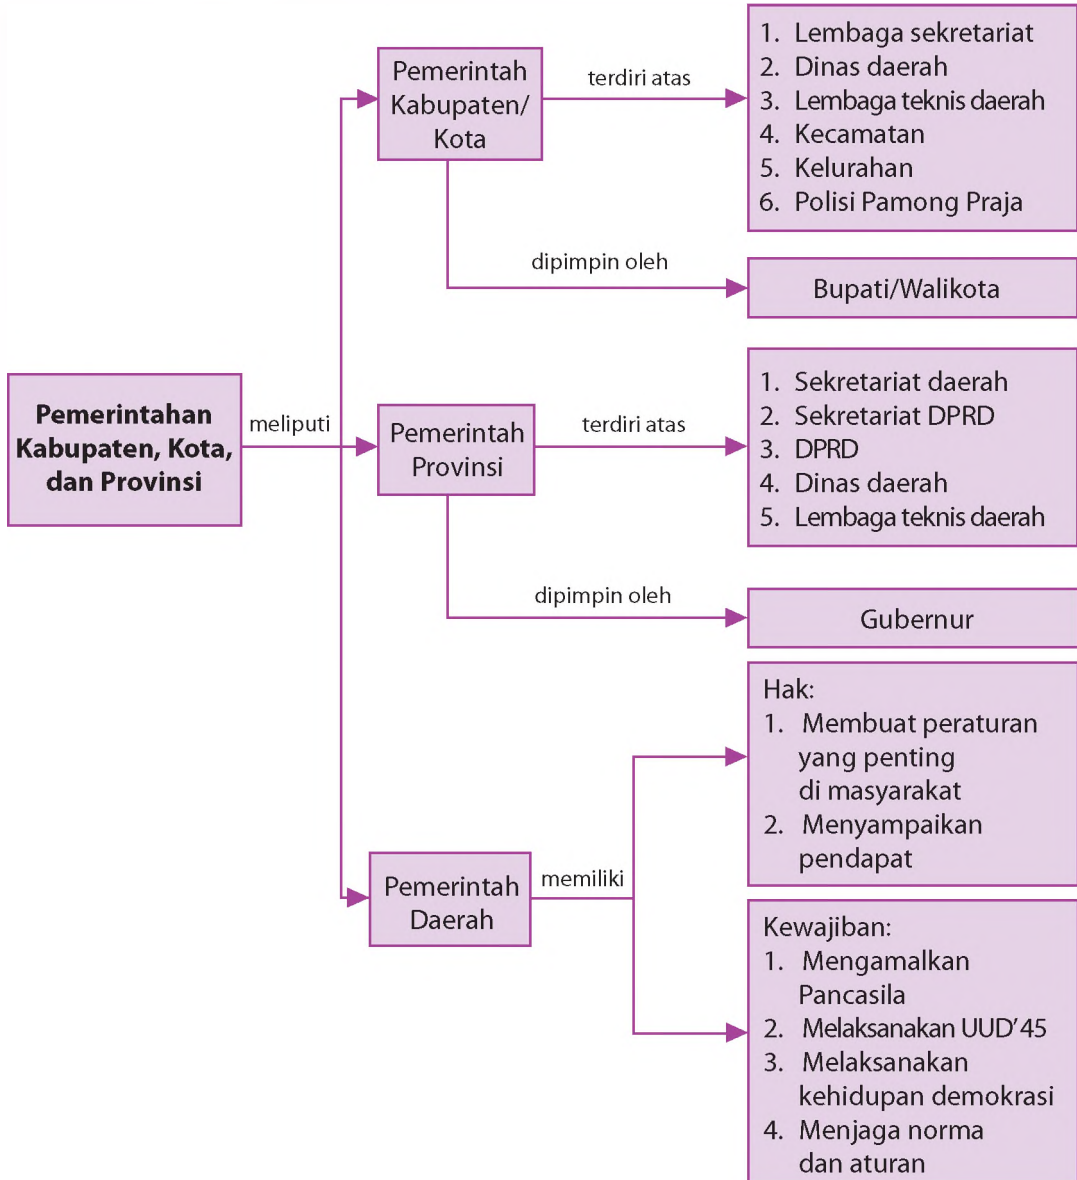 Pemerintahan
Kabupaten, Kota,
dan Provinsi
meliputi
Pemerintah
Kabupaten/
Kota
terdiri atas
1. Lembaga sekretariat
2. Dinas daerah
3. Lembaga teknis daerah
4. Kecamatan
5. Kelurahan
6. Polisi Pamong Praja
dipimpin oleh
Bupati/Walikota
Pemerintah
Provinsi
terdiri atas
1. Sekretariat daerah
2. Sekretariat DPRD
3. DPRD
4. Dinas daerah
5. Lembaga teknis daerah
dipimpin oleh
Gubernur
Pemerintah
Daerah
memiliki
Hak:
1. Membuat peraturan
yang penting
di masyarakat
2. Menyampaikan
pendapat
Kewajiban:
1. Mengamalkan
Pancasila
2. Melaksanakan UUD’45
3. Melaksanakan
kehidupan demokrasi
4. Menjaga norma
dan aturan